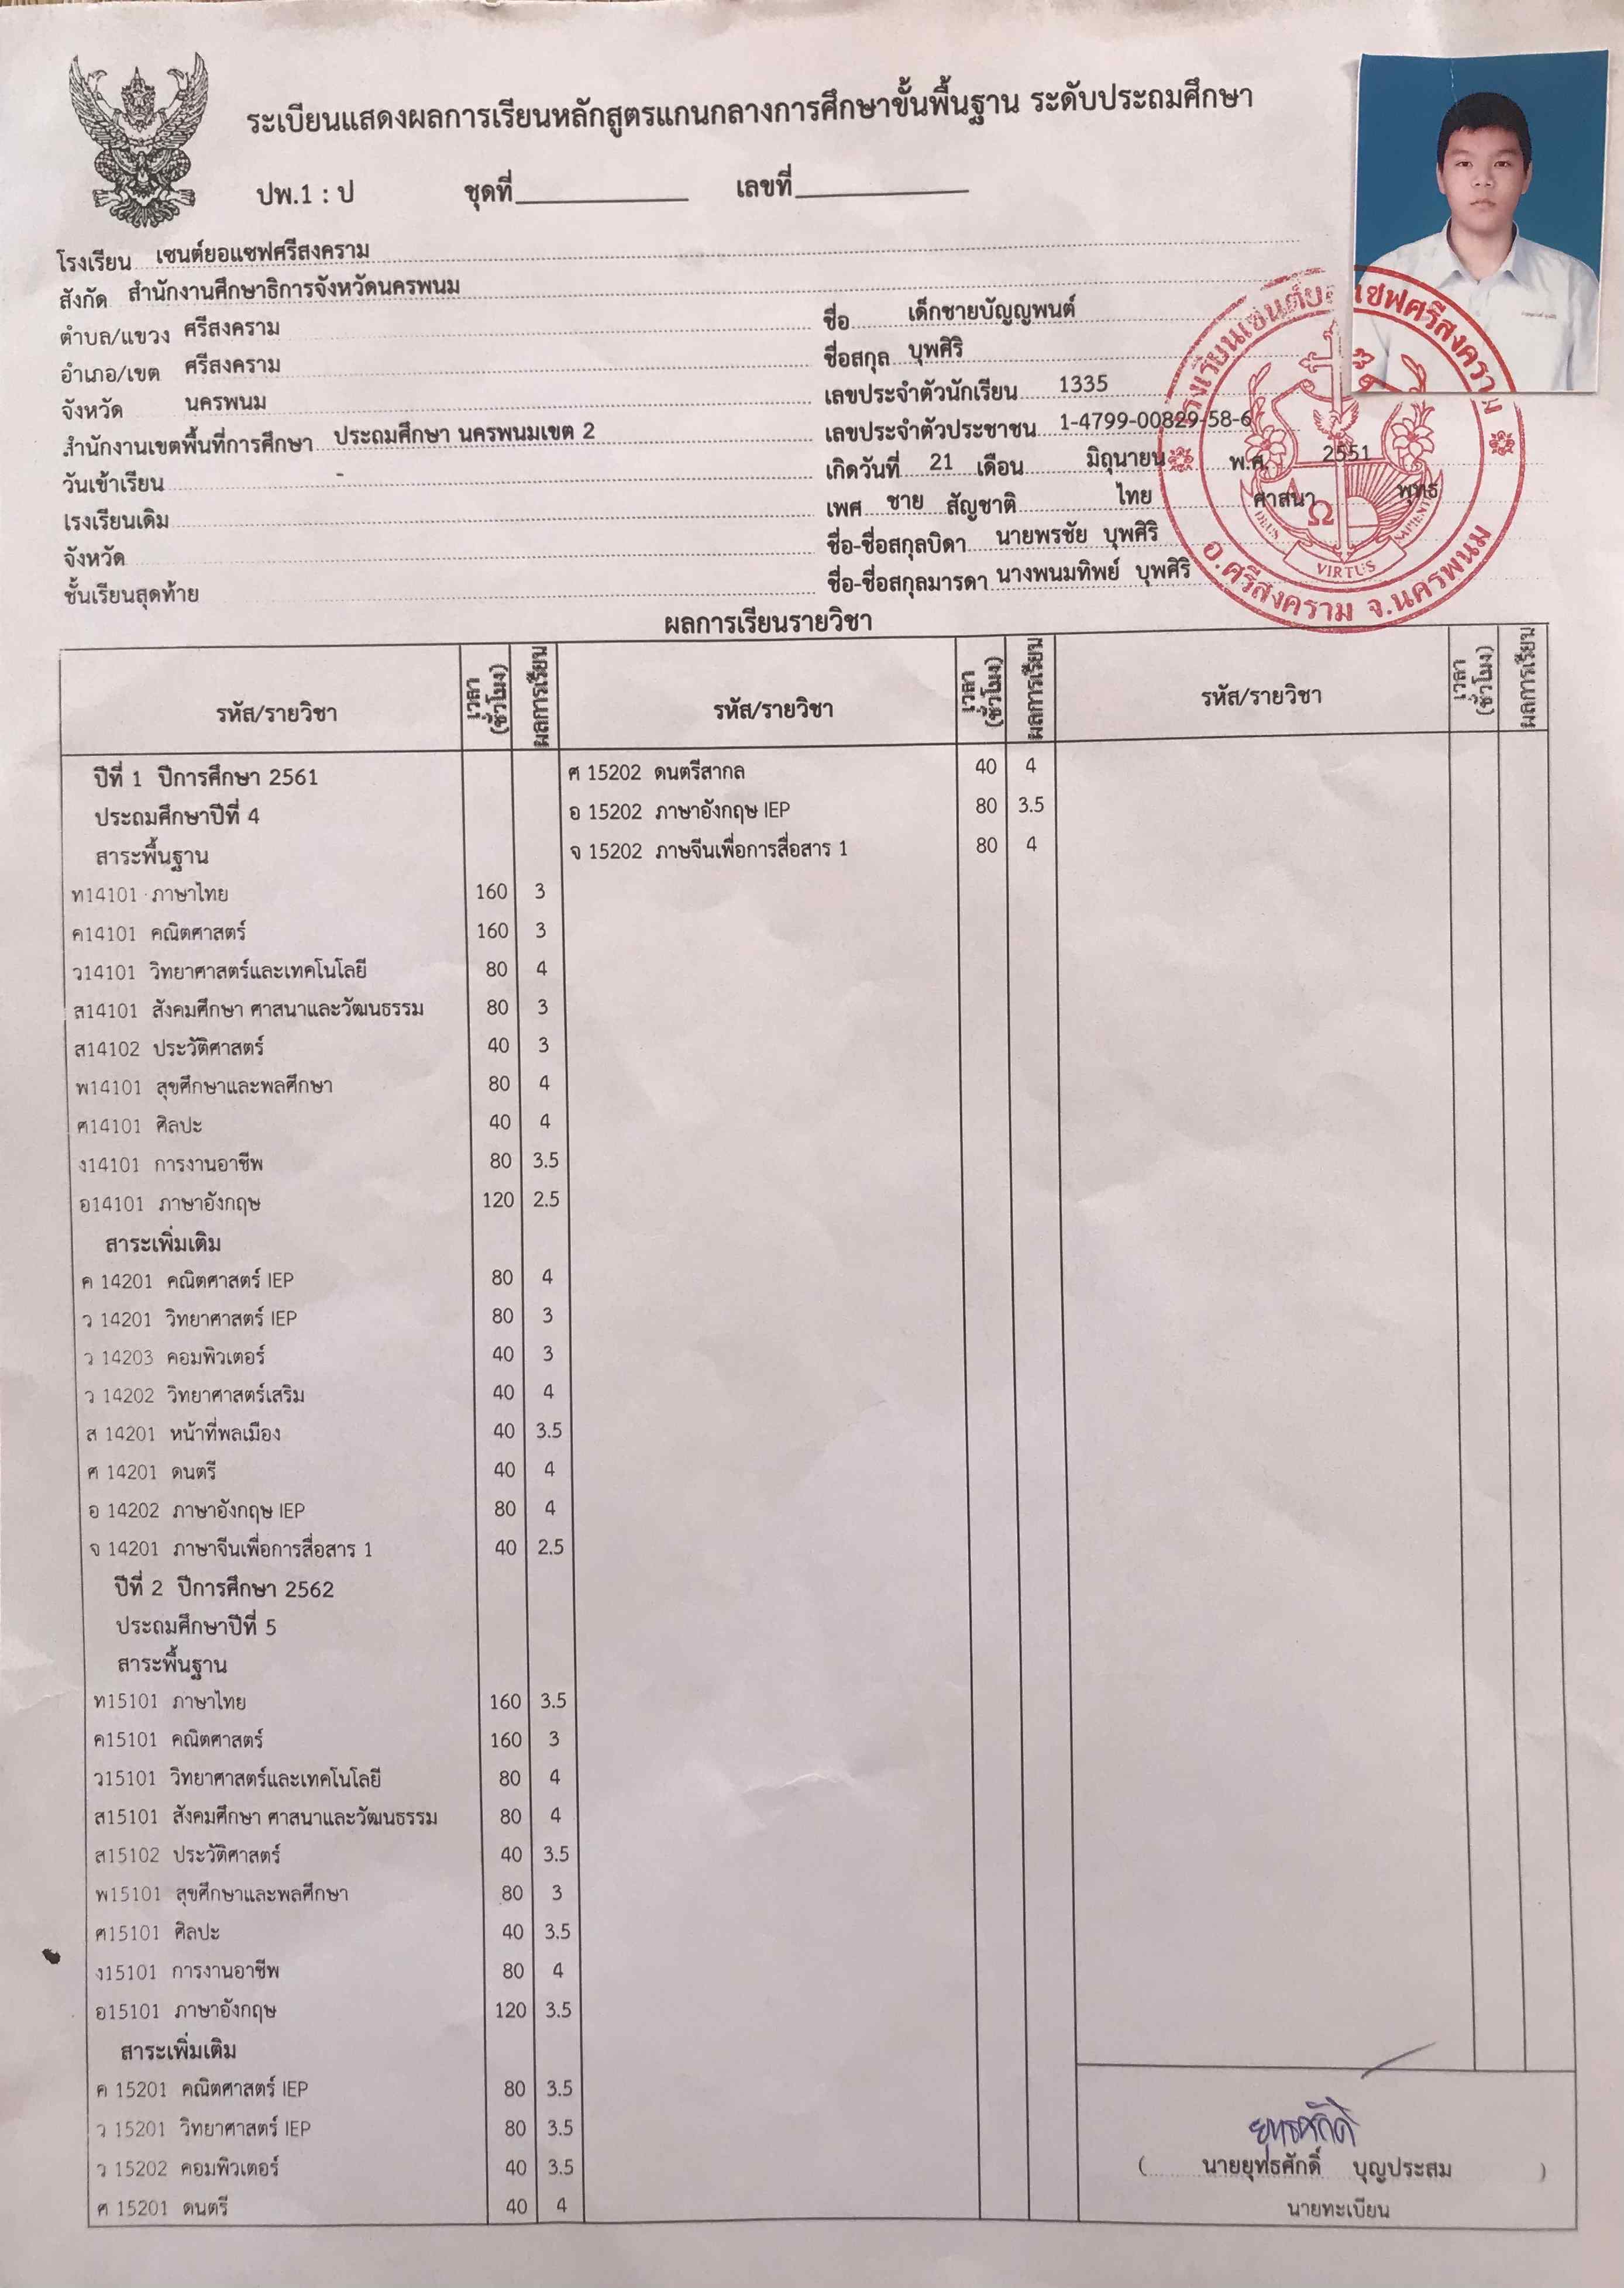 ระเบียนแสดงผลการเรียนหลักสูตรแกนกลางการศึกษาขั้นพื้นฐาน ระดับประถมศึกษา
ปพ.1 : ป ชุดที่ เลขที่
โรงเรียน เซนต์ยอแซฟศรีสงคราม
สังกัด สำนักงานศึกษาธิการจังหวัดนครพนม
ตำบล/แขวง ศรีสงคราม
อำเภอ/เขต ศรีสงคราม
จังหวัด นครพนม
สำนักงานเขตพื้นที่การศึกษา ประถมศึกษา นครพนมเขต 2
วันเข้าเรียน -
โรงเรียนเดิม
จังหวัด
ชั้นเรียนสุดท้าย
ชื่อ เด็กชายบัญญพนต์
ชื่อสกุล บุพศิริ
เลขประจำตัวนักเรียน 1335
เลขประจำตัวประชาชน 1-4799-00829-58-6
เกิดวันที่ 21 เดือน มิถุนายน พ.ศ. 2551
เพศ ชาย สัญชาติ ไทย ศาสนา พุทธ
ชื่อ-ชื่อสกุลบิดา นายพรชัย บุพศิริ
ชื่อ-ชื่อสกุลมารดา นางพนมทิพย์ บุพศิริ
VIRTUS
อ.ศรีสงคราม จ.นครพนม
ผลการเรียนรายวิชา
รหัส/รายวิชา เวลา (ชั่วโมง) ผลการเรียน รหัส/รายวิชา เวลา (ชั่วโมง) ผลการเรียน รหัส/รายวิชา เวลา (ชั่วโมง) ผลการเรียน
ปีที่ 1 ปีการศึกษา 2561
ประถมศึกษาปีที่ 4
สาระพื้นฐาน
ท14101 ภาษาไทย 160 3
ค14101 คณิตศาสตร์ 160 3
ว14101 วิทยาศาสตร์และเทคโนโลยี 80 4
ส14101 สังคมศึกษา ศาสนาและวัฒนธรรม 80 3
ส14102 ประวัติศาสตร์ 40 3
พ14101 สุขศึกษาและพลศึกษา 80 4
ศ14101 ศิลปะ 40 4
ง14101 การงานอาชีพ 80 3.5
อ14101 ภาษาอังกฤษ 120 2.5
สาระเพิ่มเติม
ค 14201 คณิตศาสตร์ IEP 80 4
ว 14201 วิทยาศาสตร์ IEP 80 3
ว 14203 คอมพิวเตอร์ 40 3
ว 14202 วิทยาศาสตร์เสริม 40 4
ส 14201 หน้าที่พลเมือง 40 3.5
ศ 14201 ดนตรี 40 4
อ 14202 ภาษาอังกฤษ IEP 80 4
จ 14201 ภาษาจีนเพื่อการสื่อสาร 1 40 2.5
ปีที่ 2 ปีการศึกษา 2562
ประถมศึกษาปีที่ 5
สาระพื้นฐาน
ท15101 ภาษาไทย 160 3.5
ค15101 คณิตศาสตร์ 160 3
ว15101 วิทยาศาสตร์และเทคโนโลยี 80 4
ส15101 สังคมศึกษา ศาสนาและวัฒนธรรม 80 4
ส15102 ประวัติศาสตร์ 40 3.5
พ15101 สุขศึกษาและพลศึกษา 80 3
ศ15101 ศิลปะ 40 3.5
ง15101 การงานอาชีพ 80 4
อ15101 ภาษาอังกฤษ 120 3.5
สาระเพิ่มเติม
ค 15201 คณิตศาสตร์ IEP 80 3.5
ว 15201 วิทยาศาสตร์ IEP 80 3.5
ว 15202 คอมพิวเตอร์ 40 3.5
ศ 15201 ดนตรี 40 4
ศ 15202 ดนตรีสากล 40 4
อ 15202 ภาษาอังกฤษ IEP 80 3.5
จ 15202 ภาษจีนเพื่อการสื่อสาร 1 80 4
ยุทธศักดิ์
( นายยุทธศักดิ์ บุญประสม )
นายทะเบียน